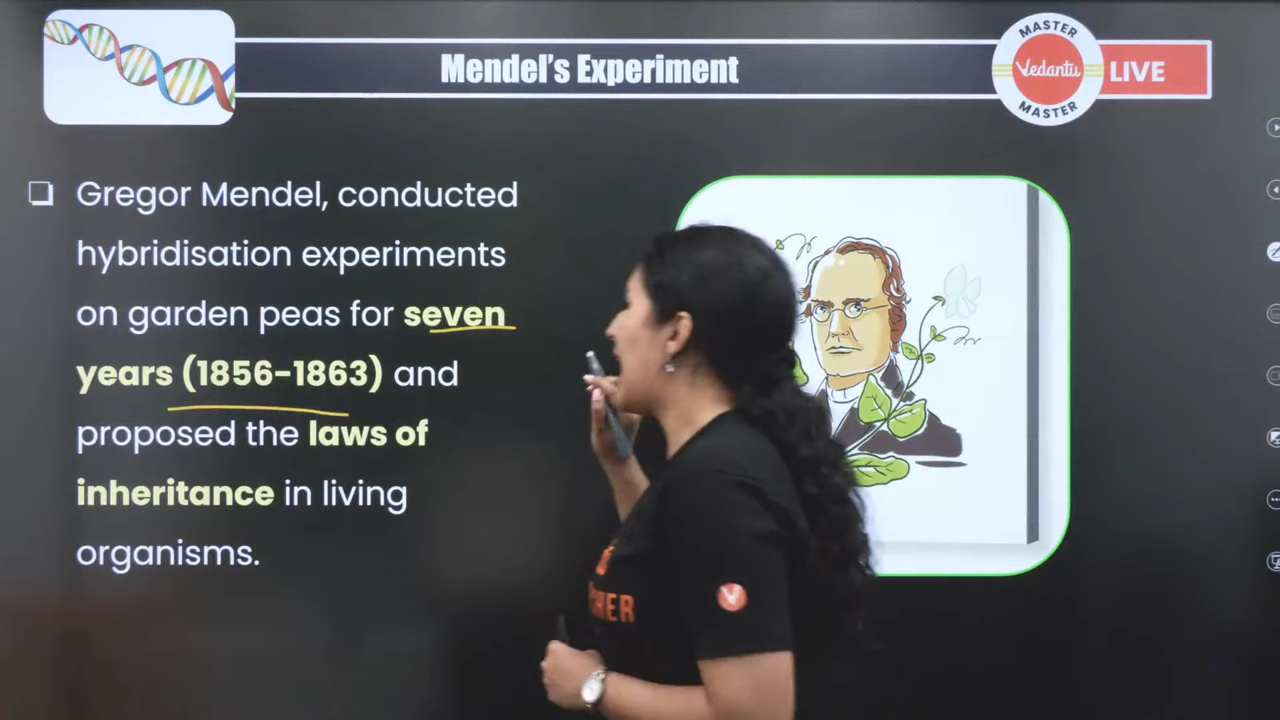 Mendel's Experiment
MASTER
Vedantu
MASTER
LIVE
Gregor Mendel, conducted
hybridisation experiments
on garden peas for seven
years (1856-1863) and
proposed the laws of
inheritance in living
organisms.